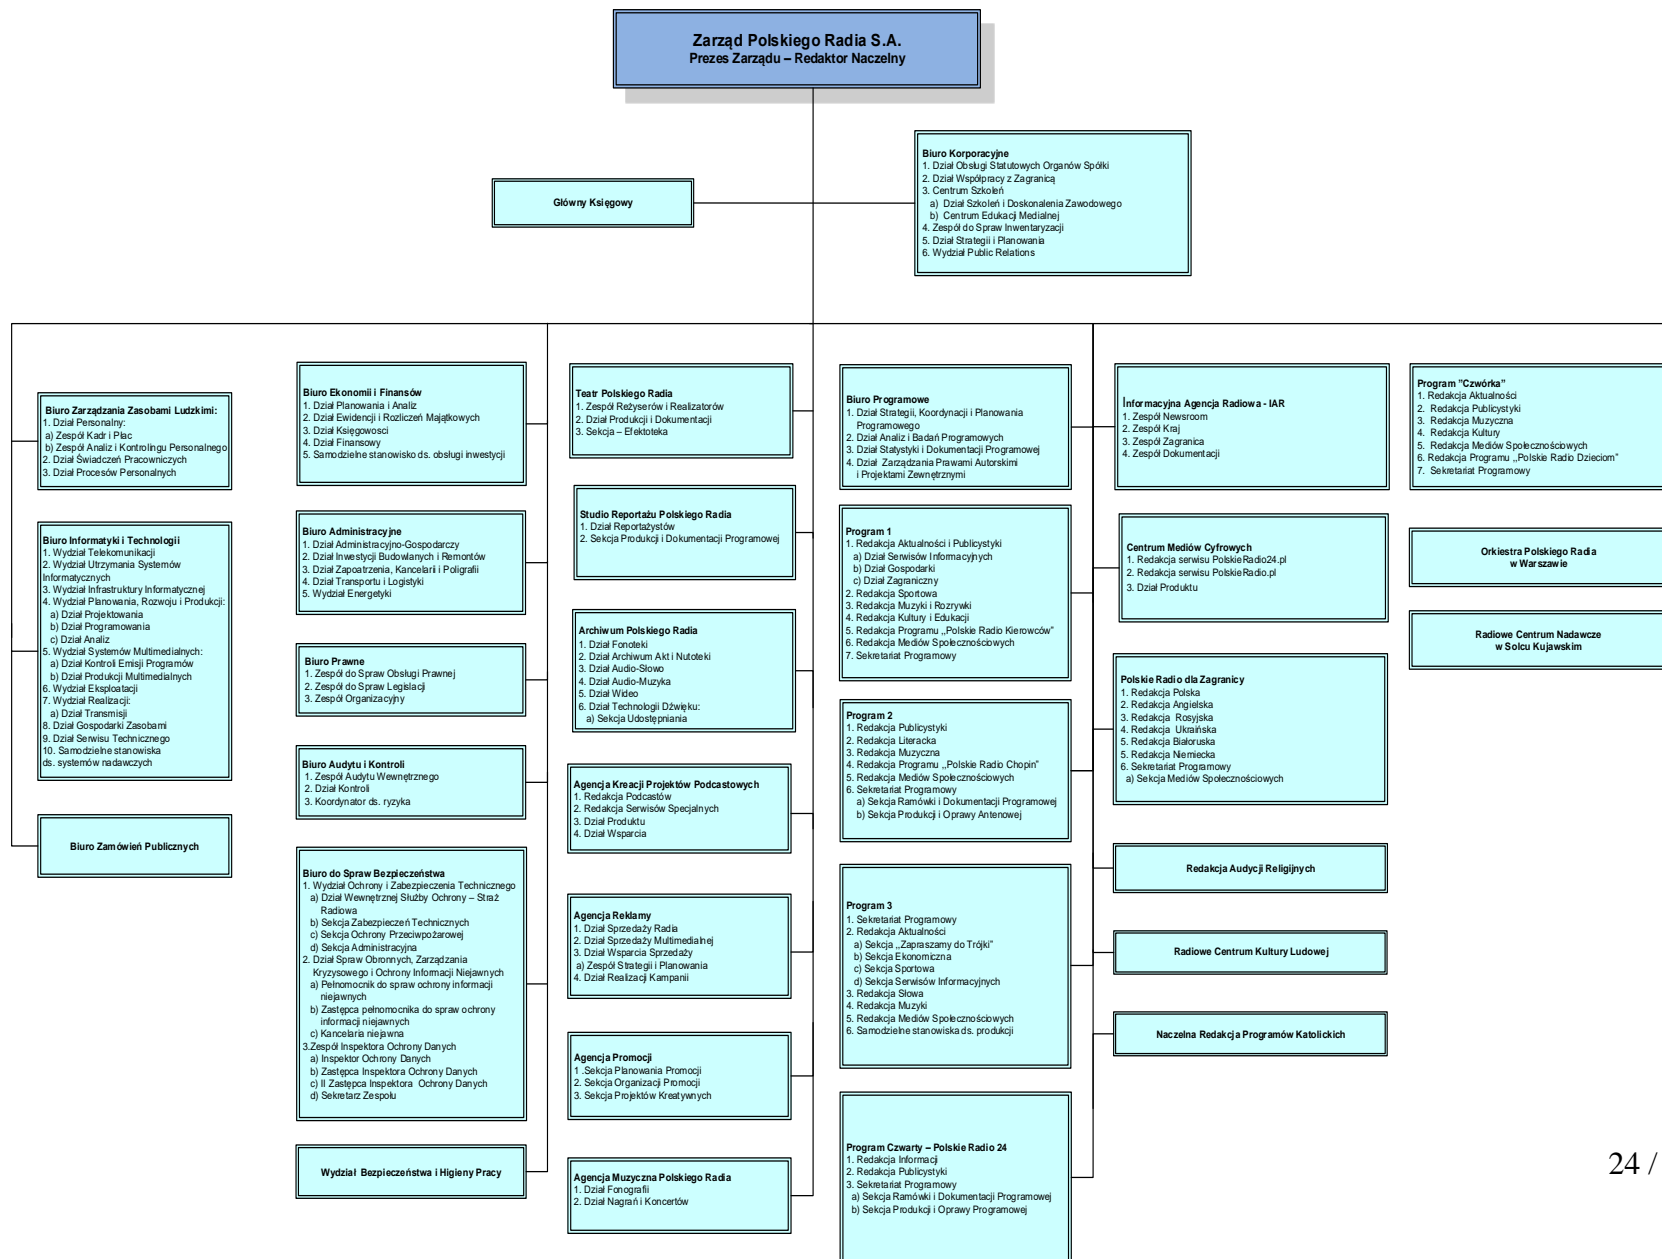 Zarząd Polskiego Radia S.A.
Prezes Zarządu – Redaktor Naczelny
Główny Księgowy
Biuro Korporacyjne
1. Dział Obsługi Statutowych Organów Spółki
2. Dział Współpracy z Zagranicą
3. Centrum Szkoleń
a) Dział Szkoleń i Doskonalenia Zawodowego
b) Centrum Edukacji Medialnej
4. Zespół do Spraw Inwentaryzacji
5. Dział Strategii i Planowania
6. Wydział Public Relations
Biuro Zarządzania Zasobami Ludzkimi:
1. Dział Personalny:
a) Zespół Kadr i Płac
b) Zespół Analiz i Kontrolingu Personalnego
2. Dział Świadczeń Pracowniczych
3. Dział Procesów Personalnych
Biuro Informatyki i Technologii
1. Wydział Telekomunikacji
2. Wydział Utrzymania Systemów
Informatycznych
3. Wydział Infrastruktury Informatycznej
4. Wydział Planowania, Rozwoju i Produkcji:
a) Dział Projektowania
b) Dział Programowania
c) Dział Analiz
5. Wydział Systemów Multimedialnych:
a) Dział Kontroli Emisji Programów
b) Dział Produkcji Multimedialnych
6. Wydział Eksploatacji
7. Wydział Realizacji:
a) Dział Transmisji
8. Dział Gospodarki Zasobami
9. Dział Serwisu Technicznego
10. Samodzielne stanowiska
ds. systemów nadawczych
Biuro Zamówień Publicznych
Biuro Ekonomii i Finansów
1. Dział Planowania i Analiz
2. Dział Ewidencji i Rozliczeń Majątkowych
3. Dział Księgowosci
4. Dział Finansowy
5. Samodzielne stanowisko ds. obsługi inwestycji
Biuro Administracyjne
1. Dział Administracyjno-Gospodarczy
2. Dział Inwestycji Budowlanych i Remontów
3. Dział Zapoatrzenia, Kancelarii i Poligrafii
4. Dział Transportu i Logistyki
5. Wydział Energetyki
Biuro Prawne
1. Zespół do Spraw Obsługi Prawnej
2. Zespół do Spraw Legislacji
3. Zespół Organizacyjny
Biuro Audytu i Kontroli
1. Zespół Audytu Wewnętrznego
2. Dział Kontroli
3. Koordynator ds. ryzyka
Biuro do Spraw Bezpieczeństwa
1. Wydział Ochrony i Zabezpieczenia Technicznego
a) Dział Wewnętrznej Służby Ochrony – Straż
Radiowa
b) Sekcja Zabezpieczeń Technicznych
c) Sekcja Ochrony Przeciwpożarowej
d) Sekcja Administracyjna
2. Dział Spraw Obronnych, Zarządzania
Kryzysowego i Ochrony Informacji Niejawnych
a) Pełnomocnik do spraw ochrony informacji
niejawnych
b) Zastępca pełnomocnika do spraw ochrony
informacji niejawnych
c) Kancelaria niejawna
3.Zespół Inspektora Ochrony Danych
a) Inspektor Ochrony Danych
b) Zastępca Inspektora Ochrony Danych
c) II Zastępca Inspektora Ochrony Danych
d) Sekretarz Zespołu
Wydział Bezpieczeństwa i Higieny Pracy
Teatr Polskiego Radia
1. Zespół Reżyserów i Realizatorów
2. Dział Produkcji i Dokumentacji
3. Sekcja – Efektoteka
Studio Reportażu Polskiego Radia
1. Dział Reportażystów
2. Sekcja Produkcji i Dokumentacji Programowej
Archiwum Polskiego Radia
1. Dział Fonoteki
2. Dział Archiwum Akt i Nutoteki
3. Dział Audio-Słowo
4. Dział Audio-Muzyka
5. Dział Wideo
6. Dział Technologii Dźwięku:
a) Sekcja Udostępniania
Agencja Kreacji Projektów Podcastowych
1. Redakcja Podcastów
2. Redakcja Serwisów Specjalnych
3. Dział Produktu
4. Dział Wsparcia
Agencja Reklamy
1. Dział Sprzedaży Radia
2. Dział Sprzedaży Multimedialnej
3. Dział Wsparcia Sprzedaży
a) Zespół Strategii i Planowania
4. Dział Realizacji Kampanii
Agencja Promocji
1 .Sekcja Planowania Promocji
2. Sekcja Organizacji Promocji
3. Sekcja Projektów Kreatywnych
Agencja Muzyczna Polskiego Radia
1. Dział Fonografii
2. Dział Nagrań i Koncertów
Biuro Programowe
1. Dział Strategii, Koordynacji i Planowania
Programowego
2. Dział Analiz i Badań Programowych
3. Dział Statystyki i Dokumentacji Programowej
4. Dział Zarządzania Prawami Autorskimi
i Projektami Zewnętrznymi
Program 1
1. Redakcja Aktualności i Publicystyki
a) Dział Serwisów Informacyjnych
b) Dział Gospodarki
c) Dział Zagraniczny
2. Redakcja Sportowa
3. Redakcja Muzyki i Rozrywki
4. Redakcja Kultury i Edukacji
5. Redakcja Programu „Polskie Radio Kierowców”
6. Redakcja Mediów Społecznościowych
7. Sekretariat Programowy
Program 2
1. Redakcja Publicystyki
2. Redakcja Literacka
3. Redakcja Muzyczna
4. Redakcja Programu „Polskie Radio Chopin”
5. Redakcja Mediów Społecznościowych
6. Sekretariat Programowy
a) Sekcja Ramówki i Dokumentacji Programowej
b) Sekcja Produkcji i Oprawy Antenowej
Program 3
1. Sekretariat Programowy
2. Redakcja Aktualności
a) Sekcja „Zapraszamy do Trójki”
b) Sekcja Ekonomiczna
c) Sekcja Sportowa
d) Sekcja Serwisów Informacyjnych
3. Redakcja Słowa
4. Redakcja Muzyki
5. Redakcja Mediów Społecznościowych
6. Samodzielne stanowiska ds. produkcji
Program Czwarty – Polskie Radio 24
1. Redakcja Informacji
2. Redakcja Publicystyki
3. Sekretariat Programowy
a) Sekcja Ramówki i Dokumentacji Programowej
b) Sekcja Produkcji i Oprawy Programowej
Informacyjna Agencja Radiowa - IAR
1. Zespół Newsroom
2. Zespół Kraj
3. Zespół Zagranica
4. Zespół Dokumentacji
Centrum Mediów Cyfrowych
1. Redakcja serwisu PolskieRadio24.pl
2. Redakcja serwisu PolskieRadio.pl
3. Dział Produktu
Polskie Radio dla Zagranicy
1. Redakcja Polska
2. Redakcja Angielska
3. Redakcja Rosyjska
4. Redakcja Ukraińska
5. Redakcja Białoruska
5. Redakcja Niemiecka
6. Sekretariat Programowy
a) Sekcja Mediów Społecznościowych
Redakcja Audycji Religijnych
Radiowe Centrum Kultury Ludowej
Naczelna Redakcja Programów Katolickich
Program ”Czwórka”
1. Redakcja Aktualności
2. Redakcja Publicystyki
3. Redakcja Muzyczna
4. Redakcja Kultury
5. Redakcja Mediów Społecznościowych
6. Redakcja Programu „Polskie Radio Dzieciom”
7. Sekretariat Programowy
Orkiestra Polskiego Radia
w Warszawie
Radiowe Centrum Nadawcze
w Solcu Kujawskim
24 /